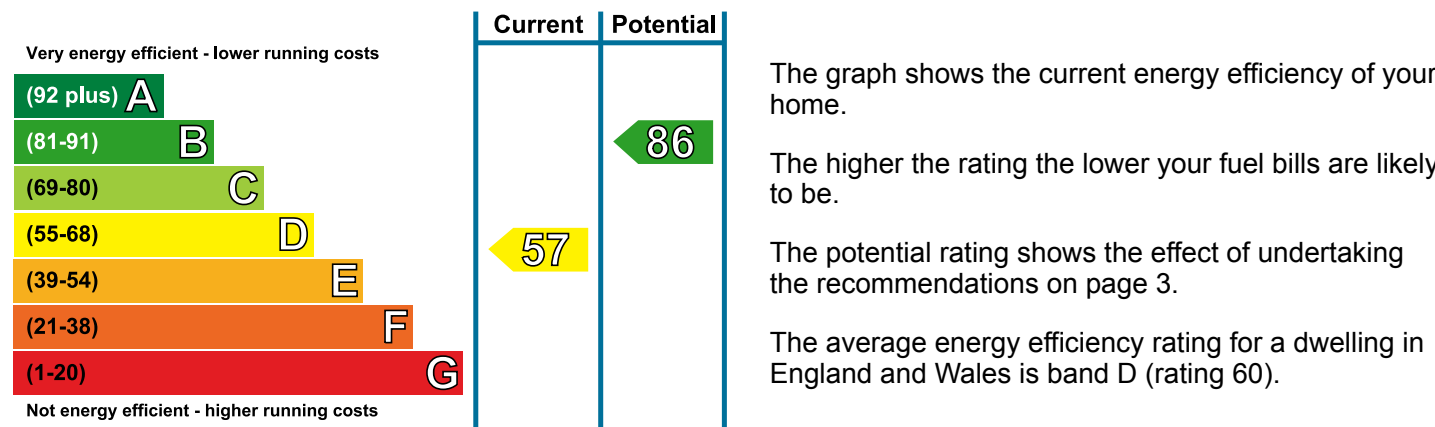 Current Potential
Very energy efficient - lower running costs
(92 plus) A
(81-91) B
86
(69-80) C
(55-68) D
57
(39-54) E
(21-38) F
(1-20) G
Not energy efficient - higher running costs
The graph shows the current energy efficiency of your
home.
The higher the rating the lower your fuel bills are likely
to be.
The potential rating shows the effect of undertaking
the recommendations on page 3.
The average energy efficiency rating for a dwelling in
England and Wales is band D (rating 60).